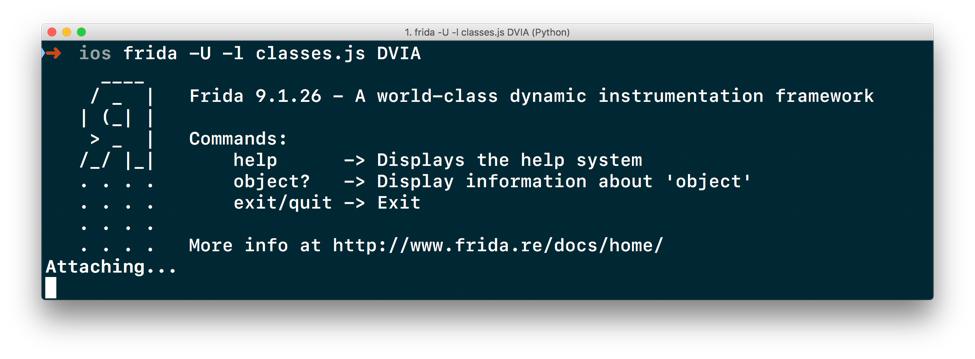 1. frida -U -l classes.js DVIA (Python)
➜ ios frida -U -l classes.js DVIA
     ____
    / _  |   Frida 9.1.26 - A world-class dynamic instrumentation framework
   | (_| |
    > _  |   Commands:
   /_/ |_|       help      -> Displays the help system
   . . . .       object?   -> Display information about 'object'
   . . . .       exit/quit -> Exit
   . . . .
   . . . .   More info at http://www.frida.re/docs/home/
Attaching...